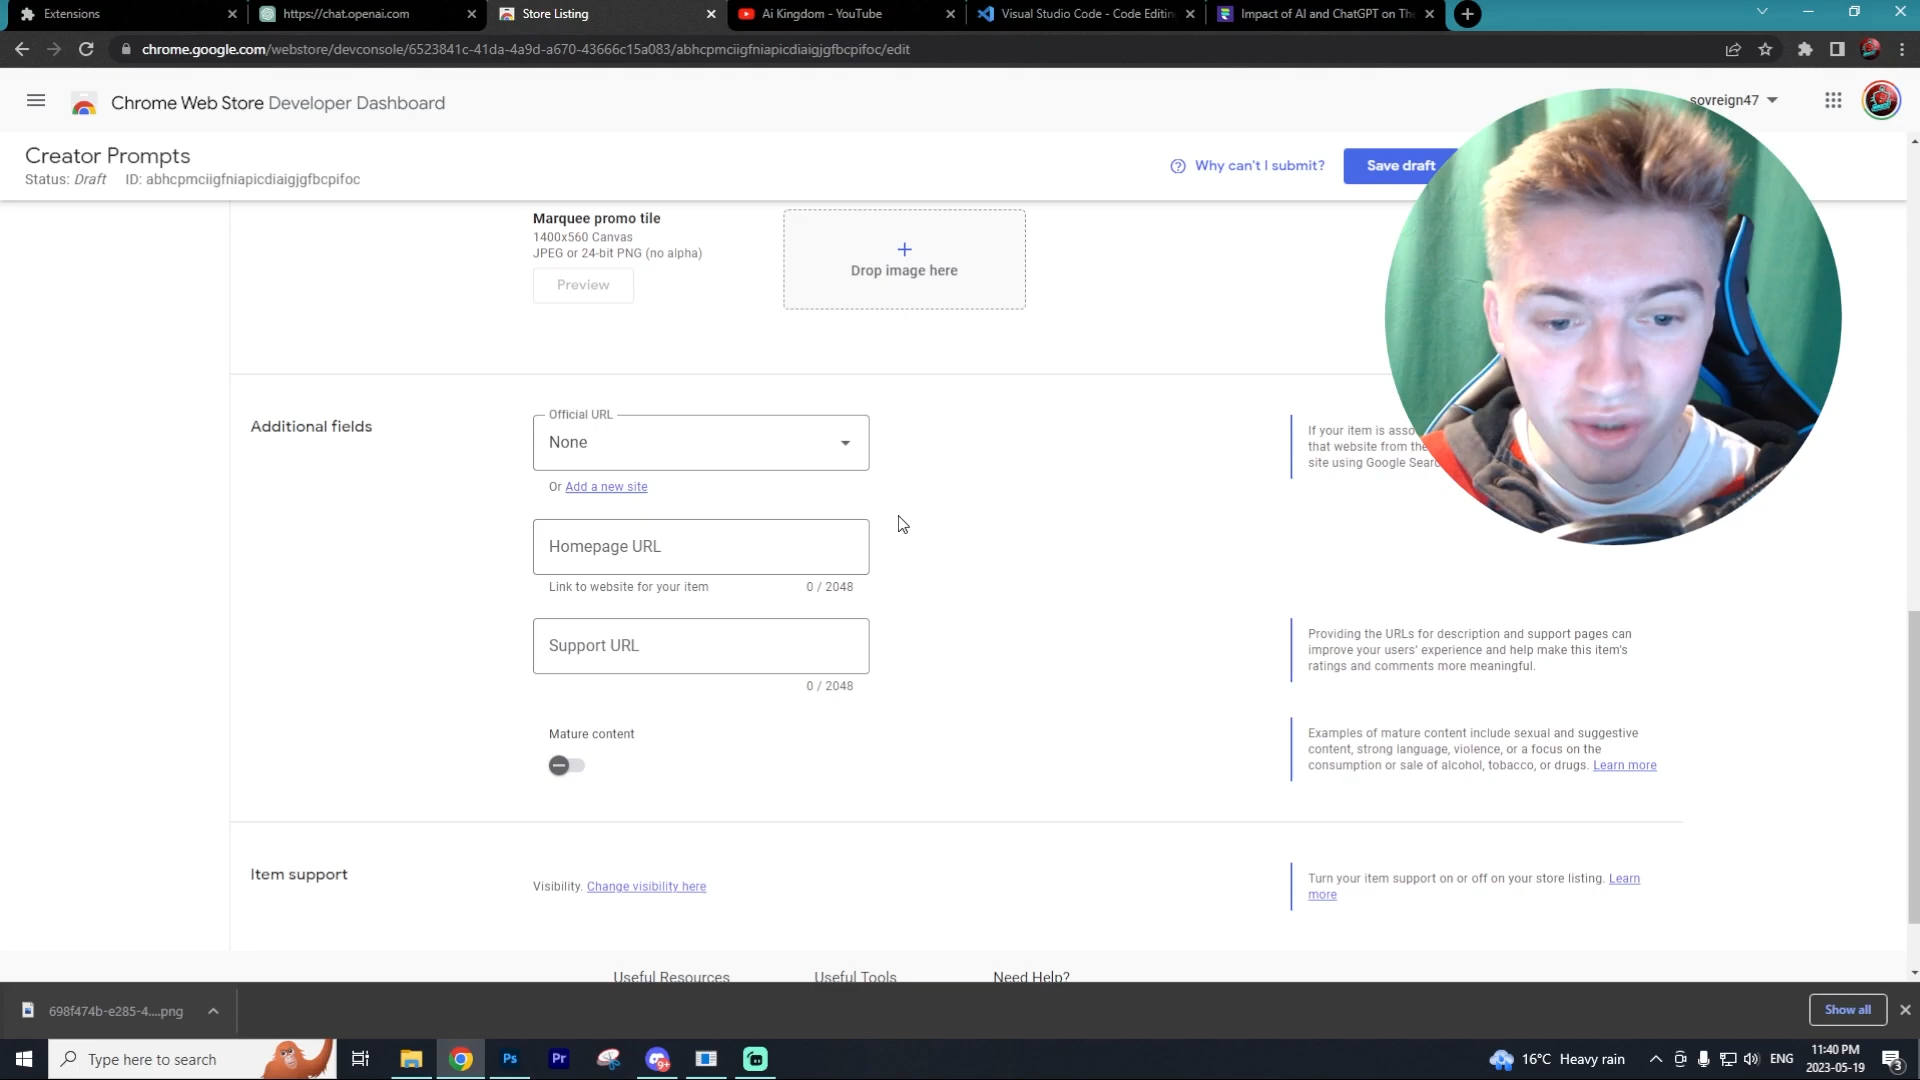 Extensions
https://chat.openai.com
Store Listing
Ai Kingdom - YouTube
Visual Studio Code - Code Editin
Impact of AI and ChatGPT on The
chrome.google.com/webstore/devconsole/6523841c-41da-4a9d-a670-43666c15a083/abhcpmciigfniapicdiaigjgfbcpifoc/edit
Chrome Web Store Developer Dashboard
sovreign47
Creator Prompts
Status: Draft ID: abhcpmciigfniapicdiaigjgfbcpifoc
Why can't I submit?
Save draft
Marquee promo tile
1400x560 Canvas
JPEG or 24-bit PNG (no alpha)
Preview
Drop image here
Additional fields
Official URL
None
Or Add a new site
If your item is asso
that website from the
site using Google Sear
Homepage URL
Link to website for your item
0 / 2048
Support URL
0 / 2048
Providing the URLs for description and support pages can
improve your users' experience and help make this item's
ratings and comments more meaningful.
Mature content
Examples of mature content include sexual and suggestive
content, strong language, violence, or a focus on the
consumption or sale of alcohol, tobacco, or drugs. Learn more
Item support
Visibility. Change visibility here
Turn your item support on or off on your store listing. Learn
more
Useful Resources
Useful Tools
Need Help?
698f474b-e285-4....png
Show all
Type here to search
Ps
Pr
9+
16°C Heavy rain
ENG
11:40 PM
2023-05-19
3